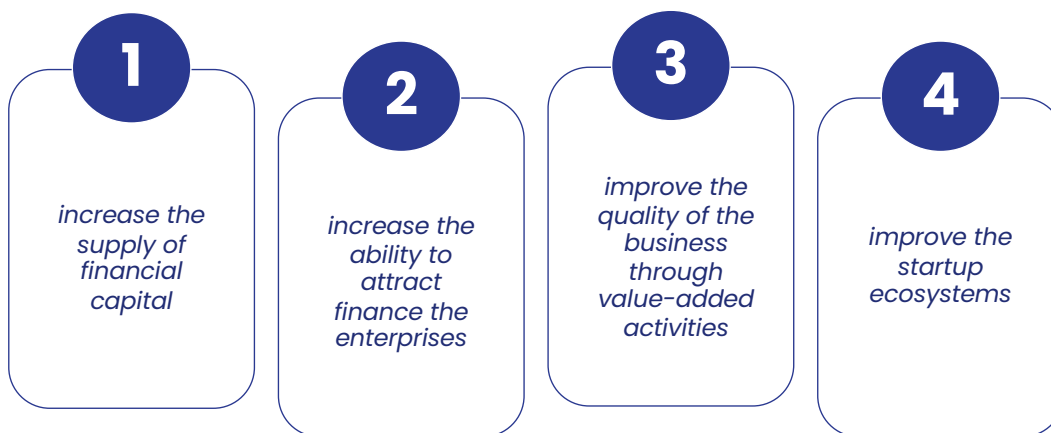 1
increase the
supply of
financial
capital
2
increase the
ability to
attract
finance the
enterprises
3
improve the
quality of the
business
through
value-added
activities
4
improve the
startup
ecosystems